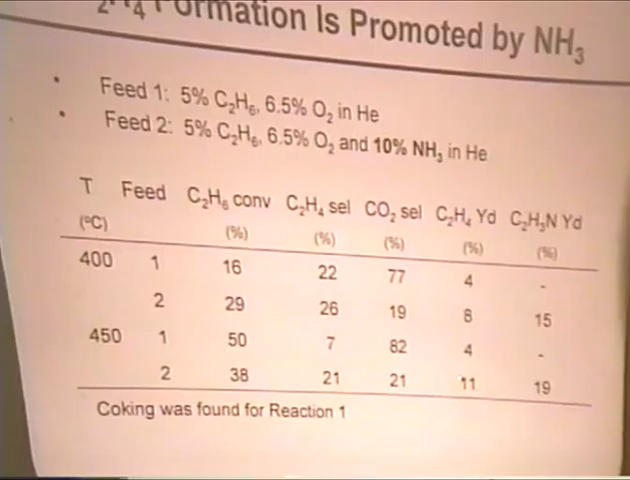 2H4 Formation Is Promoted by NH3
• Feed 1: 5% C2H6, 6.5% O2 in He
• Feed 2: 5% C2H6, 6.5% O2 and 10% NH3 in He
T Feed C2H6 conv C2H4 sel CO2 sel C2H4 Yd C2H3N Yd
(ºC) (%) (%) (%) (%) (%)
400 1 16 22 77 4 -
2 29 26 19 8 15
450 1 50 7 82 4 -
2 38 21 21 11 19
Coking was found for Reaction 1